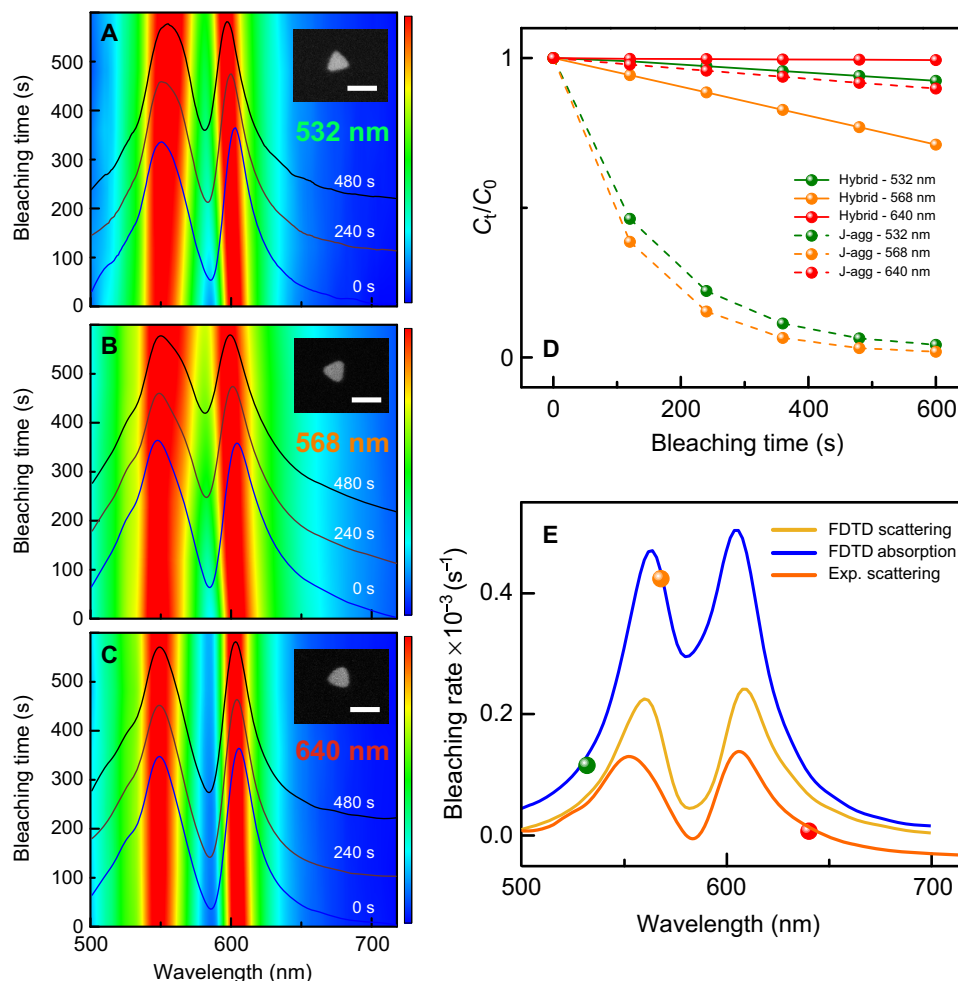 A
532 nm
480 s
240 s
0 s
Bleaching time (s)
500
400
300
200
100
0
B
568 nm
480 s
240 s
0 s
Bleaching time (s)
500
400
300
200
100
0
C
640 nm
480 s
240 s
0 s
Bleaching time (s)
500
400
300
200
100
0
500
600
700
Wavelength (nm)
1
Ct/C0
0
Hybrid - 532 nm
Hybrid - 568 nm
Hybrid - 640 nm
J-agg - 532 nm
J-agg - 568 nm
J-agg - 640 nm
D
0
200
400
600
Bleaching time (s)
E
FDTD scattering
FDTD absorption
Exp. scattering
Bleaching rate ×10⁻³ (s⁻¹)
0.4
0.2
0.0
500
600
700
Wavelength (nm)